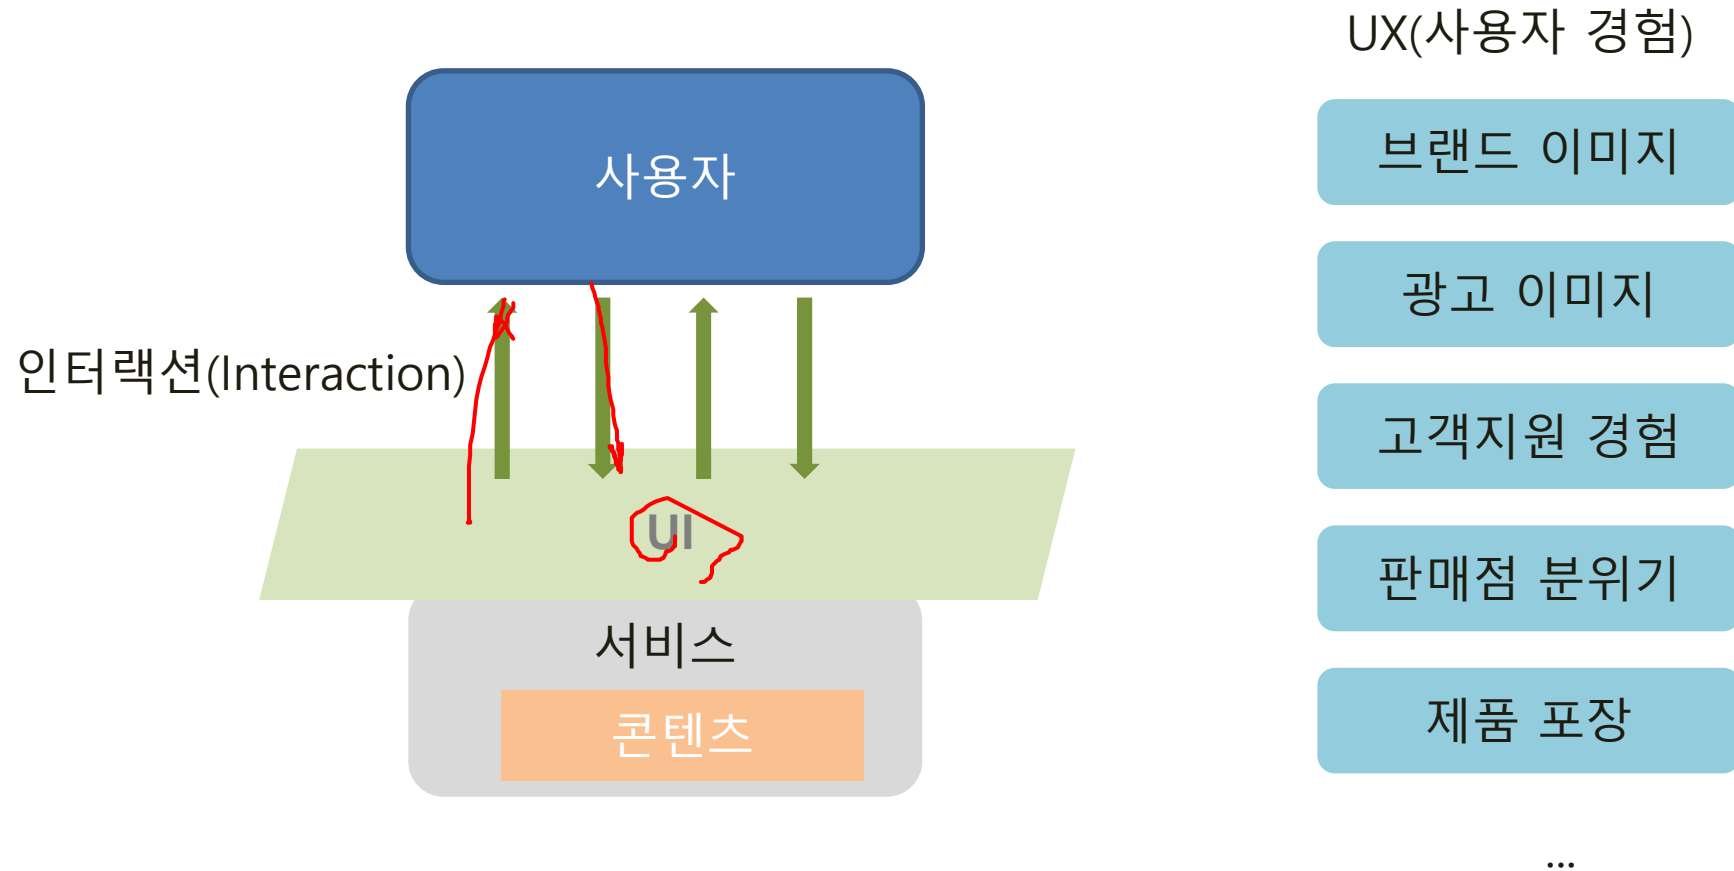 UX(사용자 경험)
사용자
브랜드 이미지
광고 이미지
인터랙션(Interaction)
고객지원 경험
UI
판매점 분위기
서비스
콘텐츠
제품 포장
...